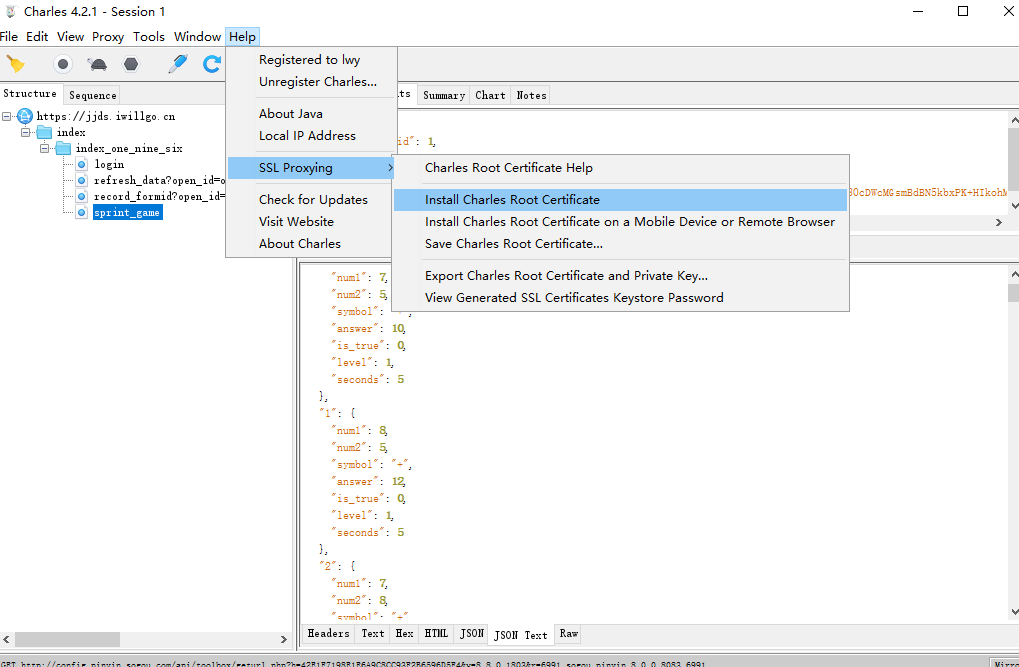 Charles 4.2.1 - Session 1
File Edit View Proxy Tools Window Help
Structure Sequence
https://jjds.iwillgo.cn
index
index_one_nine_six
login
refresh_data?open_id=o
record_formid?open_id=
sprint_game
Registered to lwy
Unregister Charles...
About Java
Local IP Address
SSL Proxying
Check for Updates
Visit Website
About Charles
Charles Root Certificate Help
Install Charles Root Certificate
Install Charles Root Certificate on a Mobile Device or Remote Browser
Save Charles Root Certificate...
Export Charles Root Certificate and Private Key...
View Generated SSL Certificates Keystore Password
ts Summary Chart Notes
id": 1,
"num1": 7,
"num2": 5,
"symbol":
"answer": 10,
"is_true": 0,
"level": 1,
"seconds": 5
},
"1": {
"num1": 8,
"num2": 5,
"symbol": "+",
"answer": 12,
"is_true": 0,
"level": 1,
"seconds": 5
},
"2": {
"num1": 7,
"num2": 8,
"symbol": "+"
Headers Text Hex HTML JSON JSON Text Raw